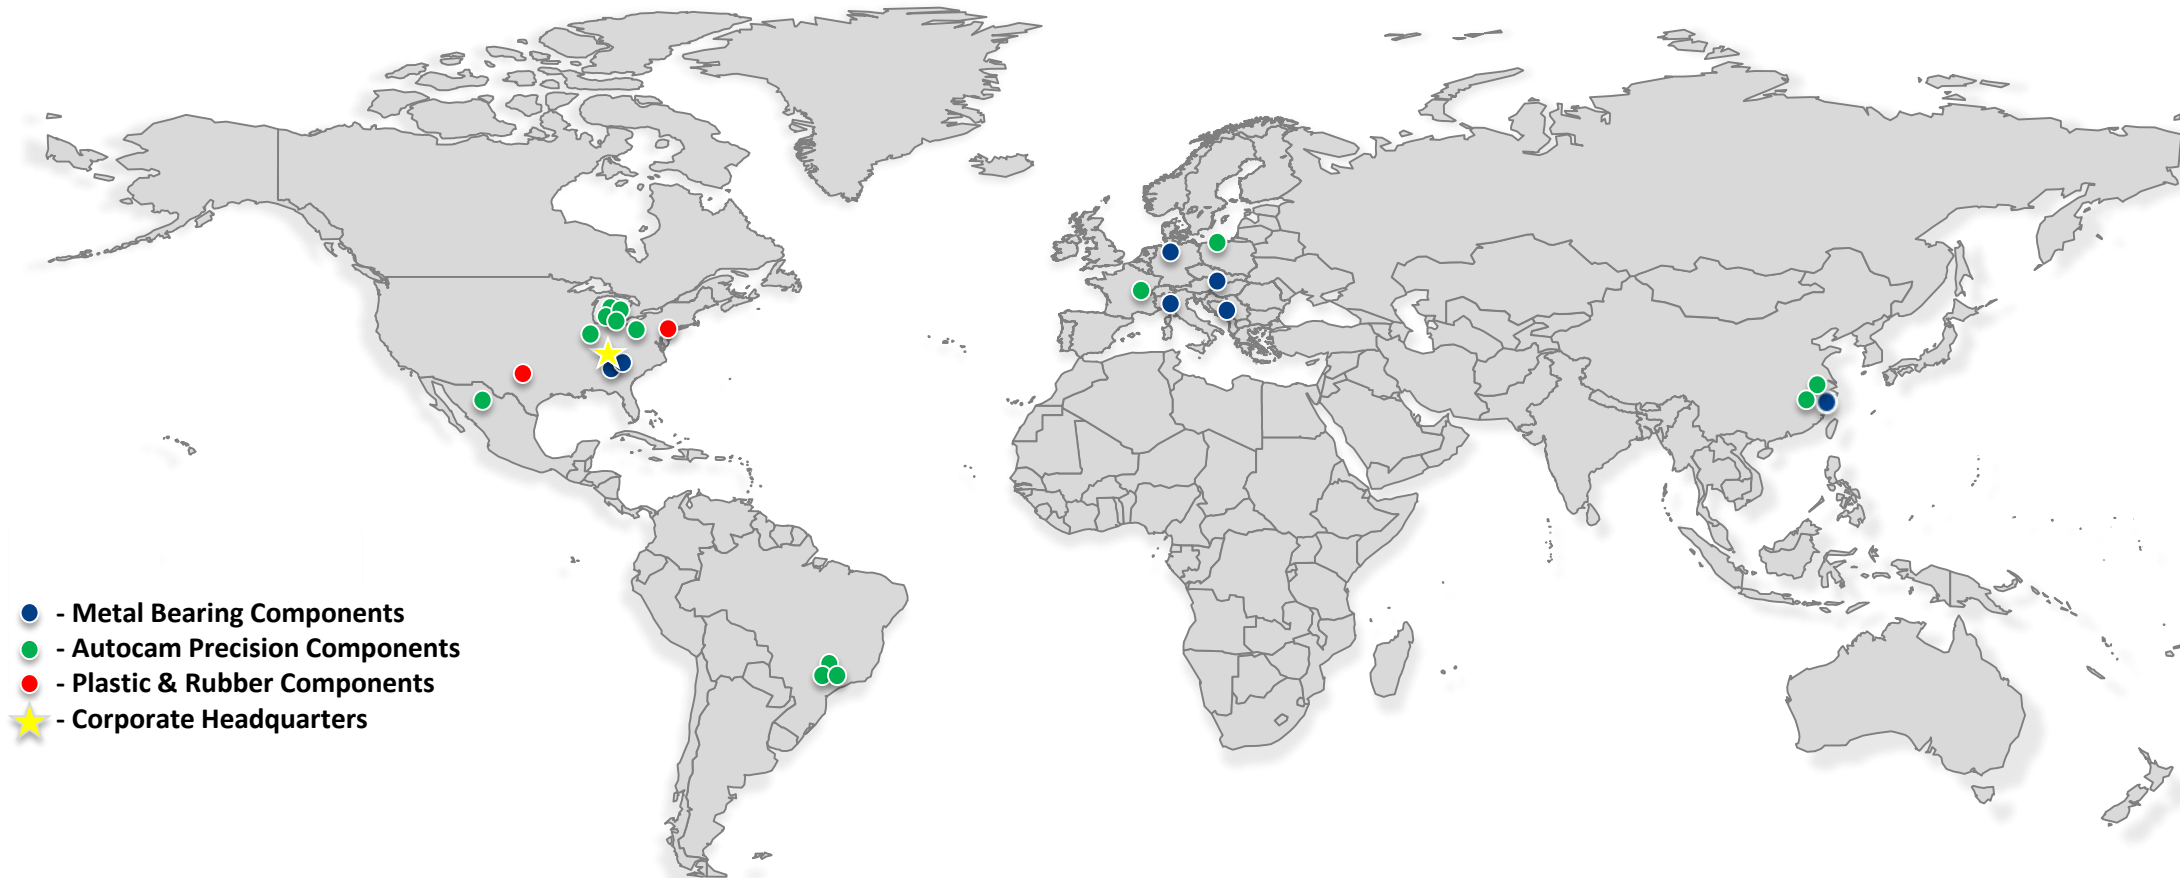 - Metal Bearing Components
- Autocam Precision Components
- Plastic & Rubber Components
- Corporate Headquarters